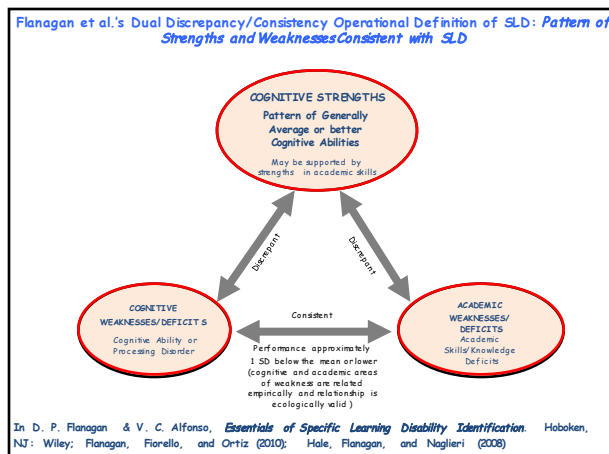 Flanagan et al.'s Dual Discrepancy/Consistency Operational Definition of SLD: Pattern of
Strengths and Weaknesses Consistent with SLD
COGNITIVE STRENGTHS
Pattern of Generally
Average or better
Cognitive Abilities
May be supported by
strengths in academic skills
Discrepant
Discrepant
COGNITIVE
WEAKNESSES/DEFICITS
Cognitive Ability or
Processing Disorder
Consistent
Performance approximately
1 SD below the mean or lower
(cognitive and academic areas
of weakness are related
empirically and relationship is
ecologically valid )
ACADEMIC
WEAKNESSES/
DEFICITS
Academic
Skills/Knowledge
Deficits
In D. P. Flanagan & V. C. Alfonso, Essentials of Specific Learning Disability Identification. Hoboken,
NJ: Wiley; Flanagan, Fiorello, and Ortiz (2010); Hale, Flanagan, and Naglieri (2008)